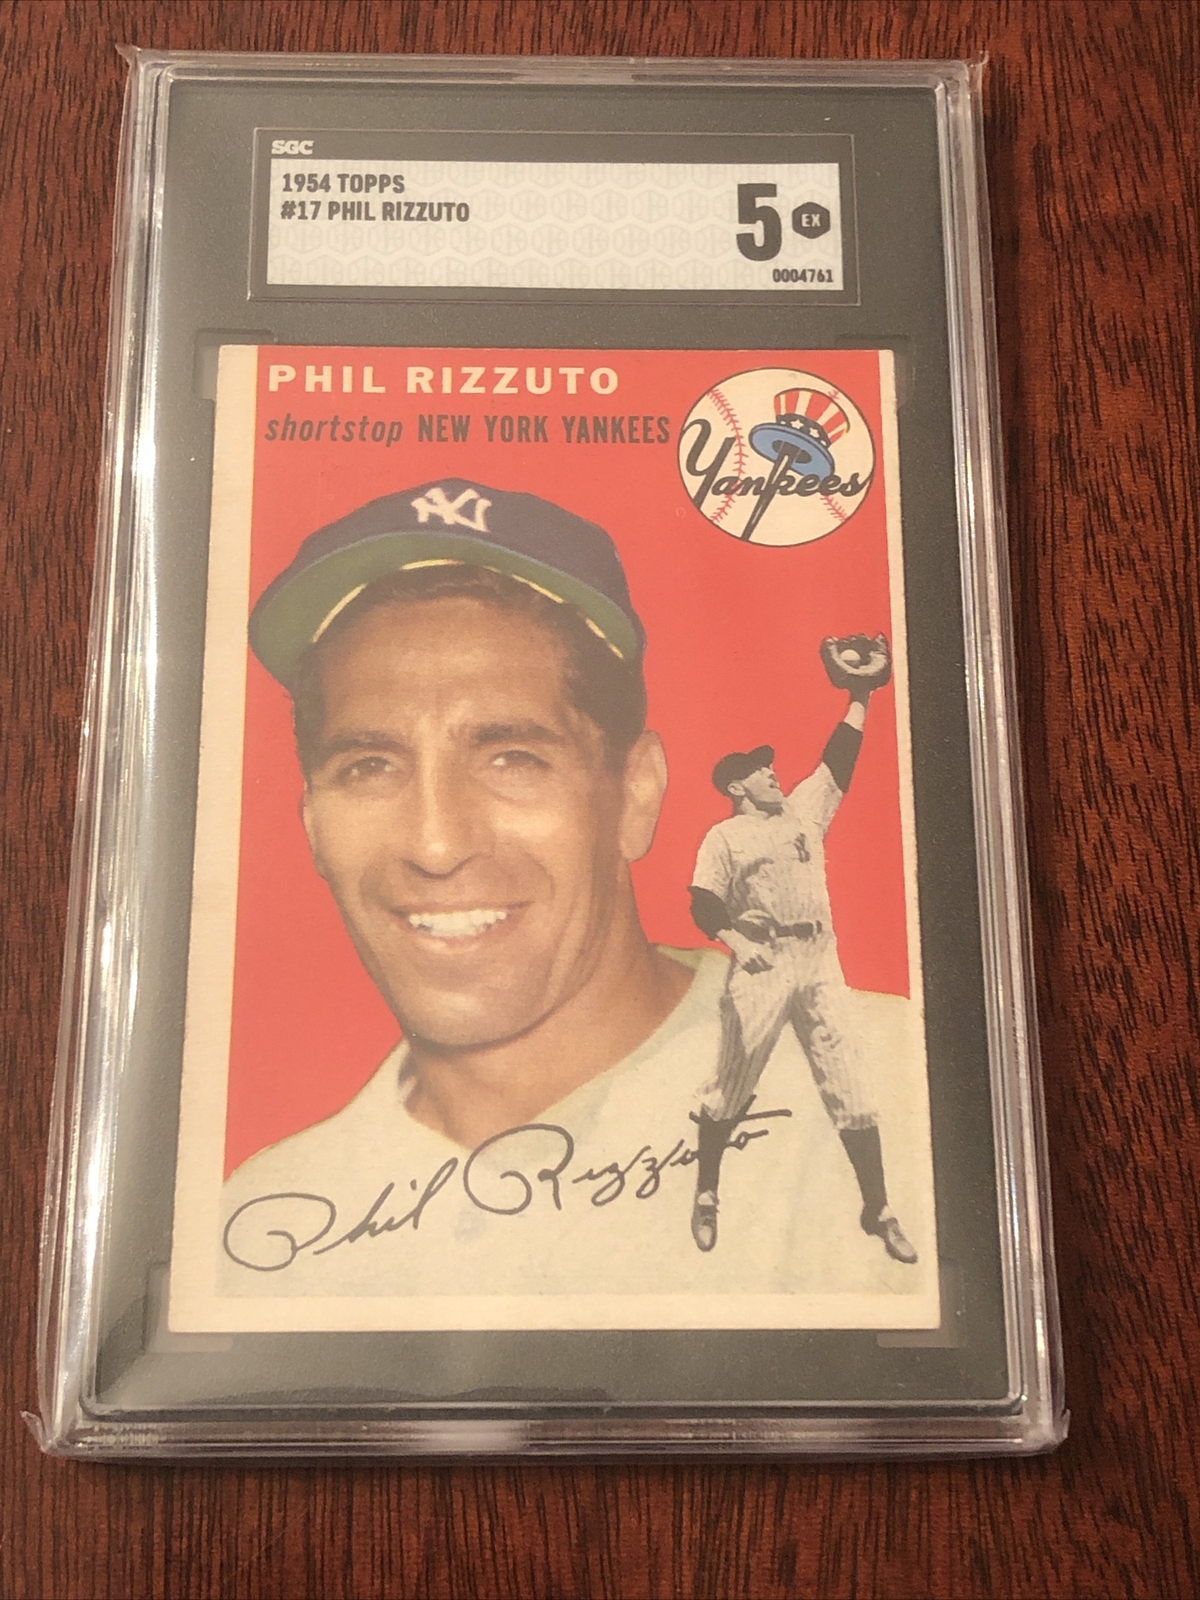 SGC
1954 TOPPS
#17 PHIL RIZZUTO
5 EX
0004761
PHIL RIZZUTO
shortstop NEW YORK YANKEES
Yankees
NY
Phil Rizzuto